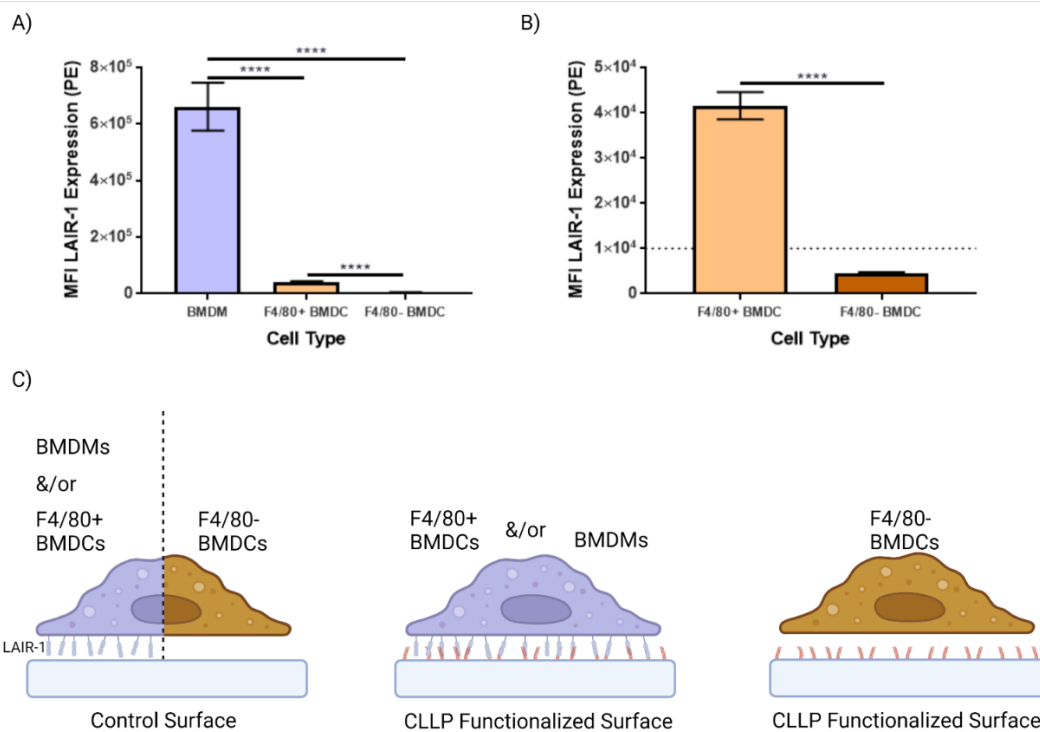 A)
****
****
****
MFI LAIR-1 Expression (PE)
8×10⁵
6×10⁵
4×10⁵
2×10⁵
0
BMDM
F4/80+ BMDC
F4/80- BMDC
Cell Type
B)
****
MFI LAIR-1 Expression (PE)
5×10⁴
4×10⁴
3×10⁴
2×10⁴
1×10⁴
0
F4/80+ BMDC
F4/80- BMDC
Cell Type
C)
BMDMs
&/or
F4/80+
BMDCs
F4/80-
BMDCs
LAIR-1
Control Surface
F4/80+
BMDCs
&/or
BMDMs
CLLP Functionalized Surface
F4/80-
BMDCs
CLLP Functionalized Surface